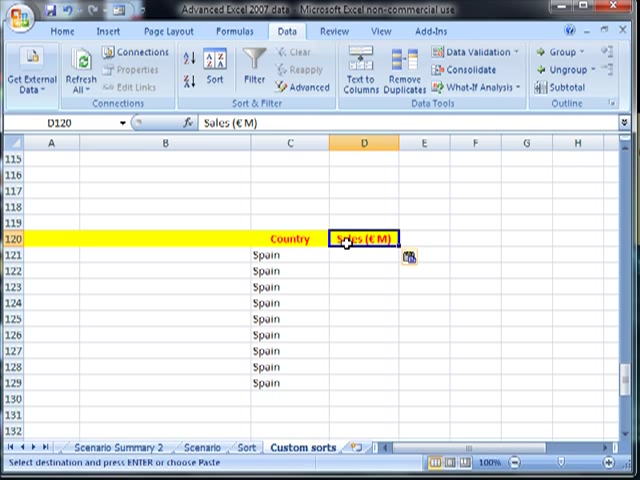 Advanced Excel 2007 data - Microsoft Excel non-commercial use
Home Insert Page Layout Formulas Data Review View Add-Ins
Get External Data
Refresh All
Connections
Properties
Edit Links
Connections
Sort
Filter
Clear
Reapply
Advanced
Sort & Filter
Text to Columns
Remove Duplicates
Data Validation
Consolidate
What-If Analysis
Data Tools
Group
Ungroup
Subtotal
Outline
D120 fx Sales (€ M)
A B C D E F G H
115
116
117
118
119
120 Country Sales (€ M)
121 Spain
122 Spain
123 Spain
124 Spain
125 Spain
126 Spain
127 Spain
128 Spain
129 Spain
130
131
132
Scenario Summary 2 Scenario Sort Custom sorts
Select destination and press ENTER or choose Paste 100%